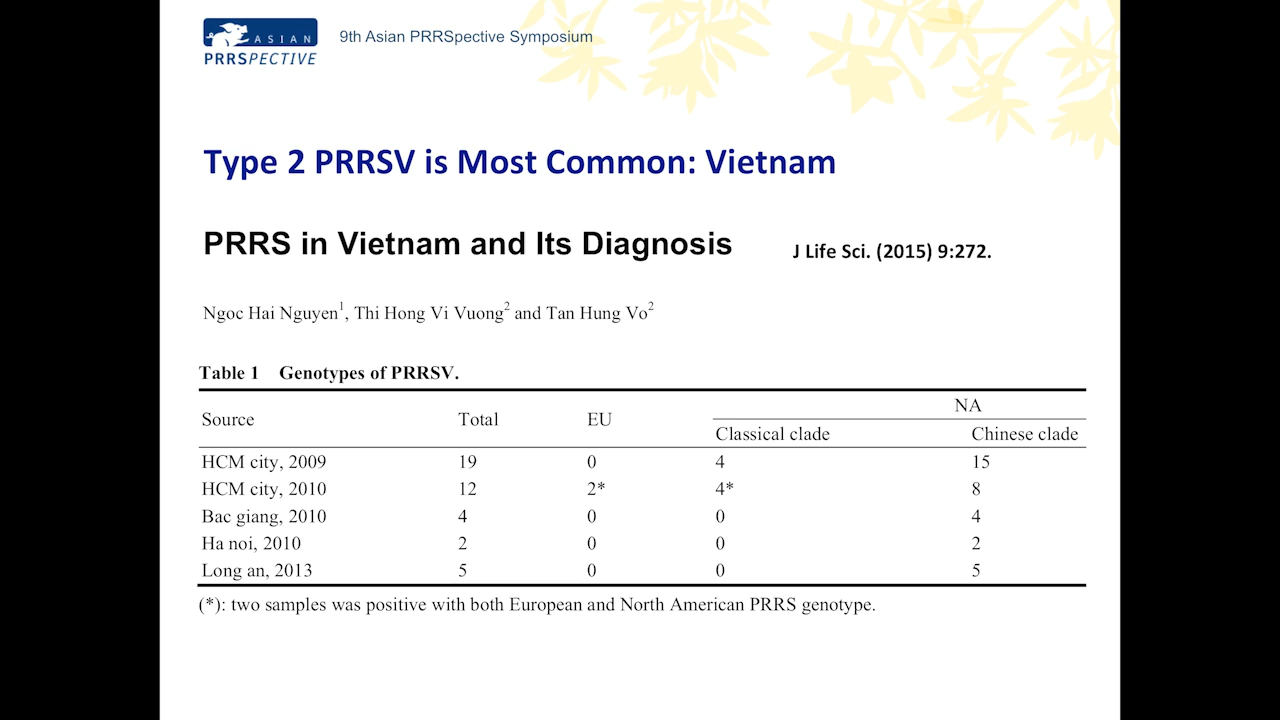 ASIAN
PRRSPECTIVE
9th Asian PRRSpective Symposium
Type 2 PRRSV is Most Common: Vietnam
PRRS in Vietnam and Its Diagnosis J Life Sci. (2015) 9:272.
Ngoc Hai Nguyen1, Thi Hong Vi Vuong2 and Tan Hung Vo2
Table 1 Genotypes of PRRSV.
Source Total EU NA
Classical clade Chinese clade
HCM city, 2009 19 0 4 15
HCM city, 2010 12 2* 4* 8
Bac giang, 2010 4 0 0 4
Ha noi, 2010 2 0 0 2
Long an, 2013 5 0 0 5
(*): two samples was positive with both European and North American PRRS genotype.